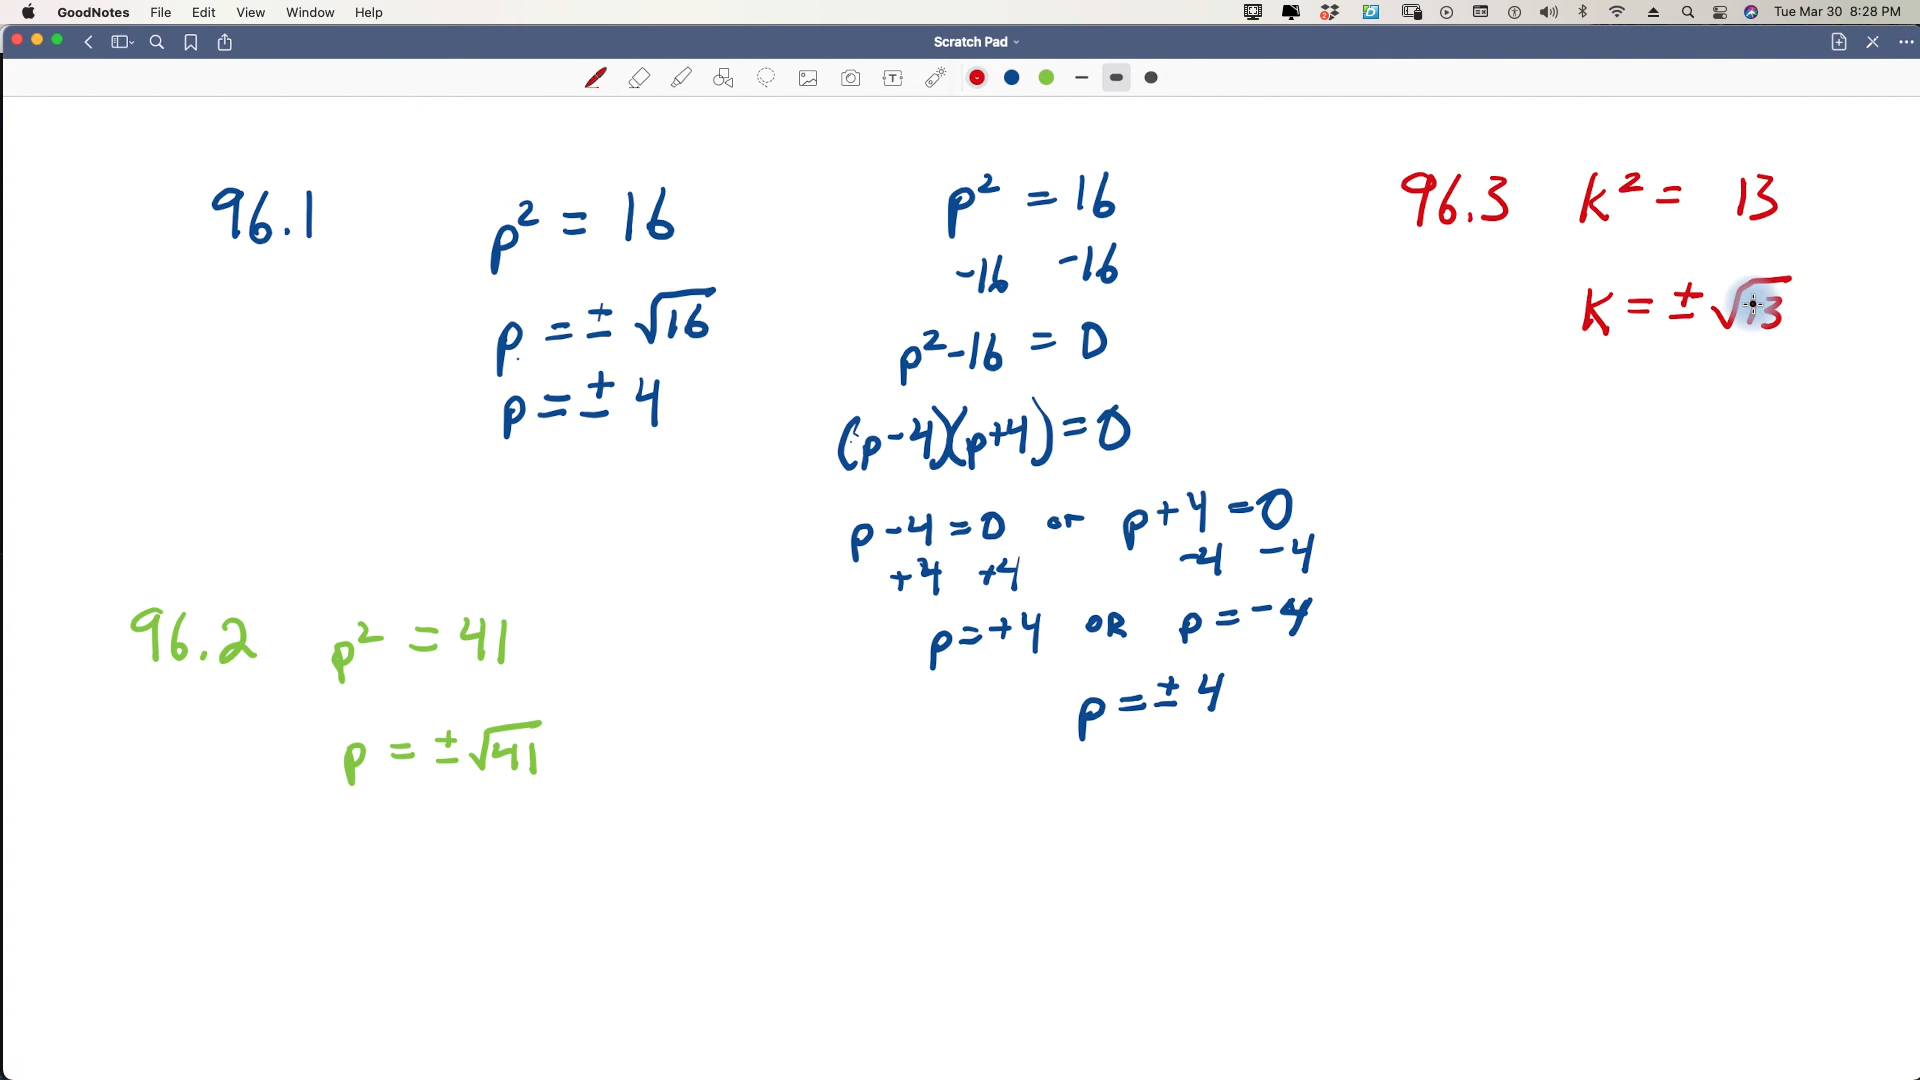 GoodNotes File Edit View Window Help
2
Tue Mar 30 8:28 PM
Scratch Pad
T
96.1
p² = 16
p = ± √16
p = ± 4
p² = 16
-16 -16
p² -16 = 0
(p-4)(p+4) = 0
p - 4 = 0 or p + 4 = 0
+4 +4 -4 -4
p = +4 OR p = -4
p = ± 4
96.3 K² = 13
K = ± √13
96.2 p² = 41
p = ± √41